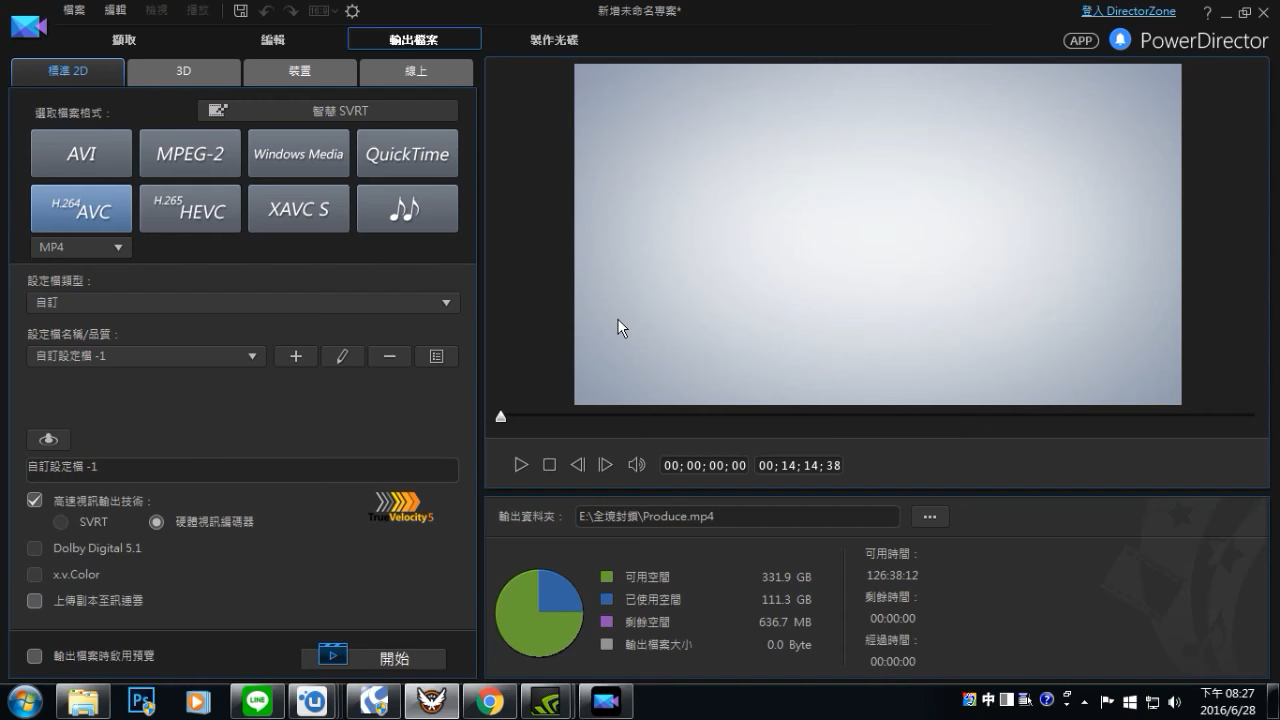 檔案 編輯 檢視 播放 16:9 新增未命名專案* 登入 DirectorZone ?
擷取 編輯 輸出檔案 製作光碟 APP PowerDirector
標準 2D 3D 裝置 線上
選取檔案格式： 智慧 SVRT
AVI MPEG-2 Windows Media QuickTime
H.264 AVC H.265 HEVC XAVC S
MP4
設定檔類型：
自訂
設定檔名稱/品質：
自訂設定檔 -1
自訂設定檔 -1
高速視訊輸出技術：
TrueVelocity 5
SVRT 硬體視訊編碼器
Dolby Digital 5.1
x.v.Color
上傳副本至訊連雲
輸出檔案時啟用預覽 開始
00;00;00;00 00;14;14;38
輸出資料夾： E:\全境封鎖\Produce.mp4 ...
可用空間 331.9 GB
已使用空間 111.3 GB
剩餘空間 636.7 MB
輸出檔案大小 0.0 Byte
可用時間：
126:38:12
剩餘時間：
00:00:00
經過時間：
00:00:00
Ps LINE 中 下午 08:27
2016/6/28